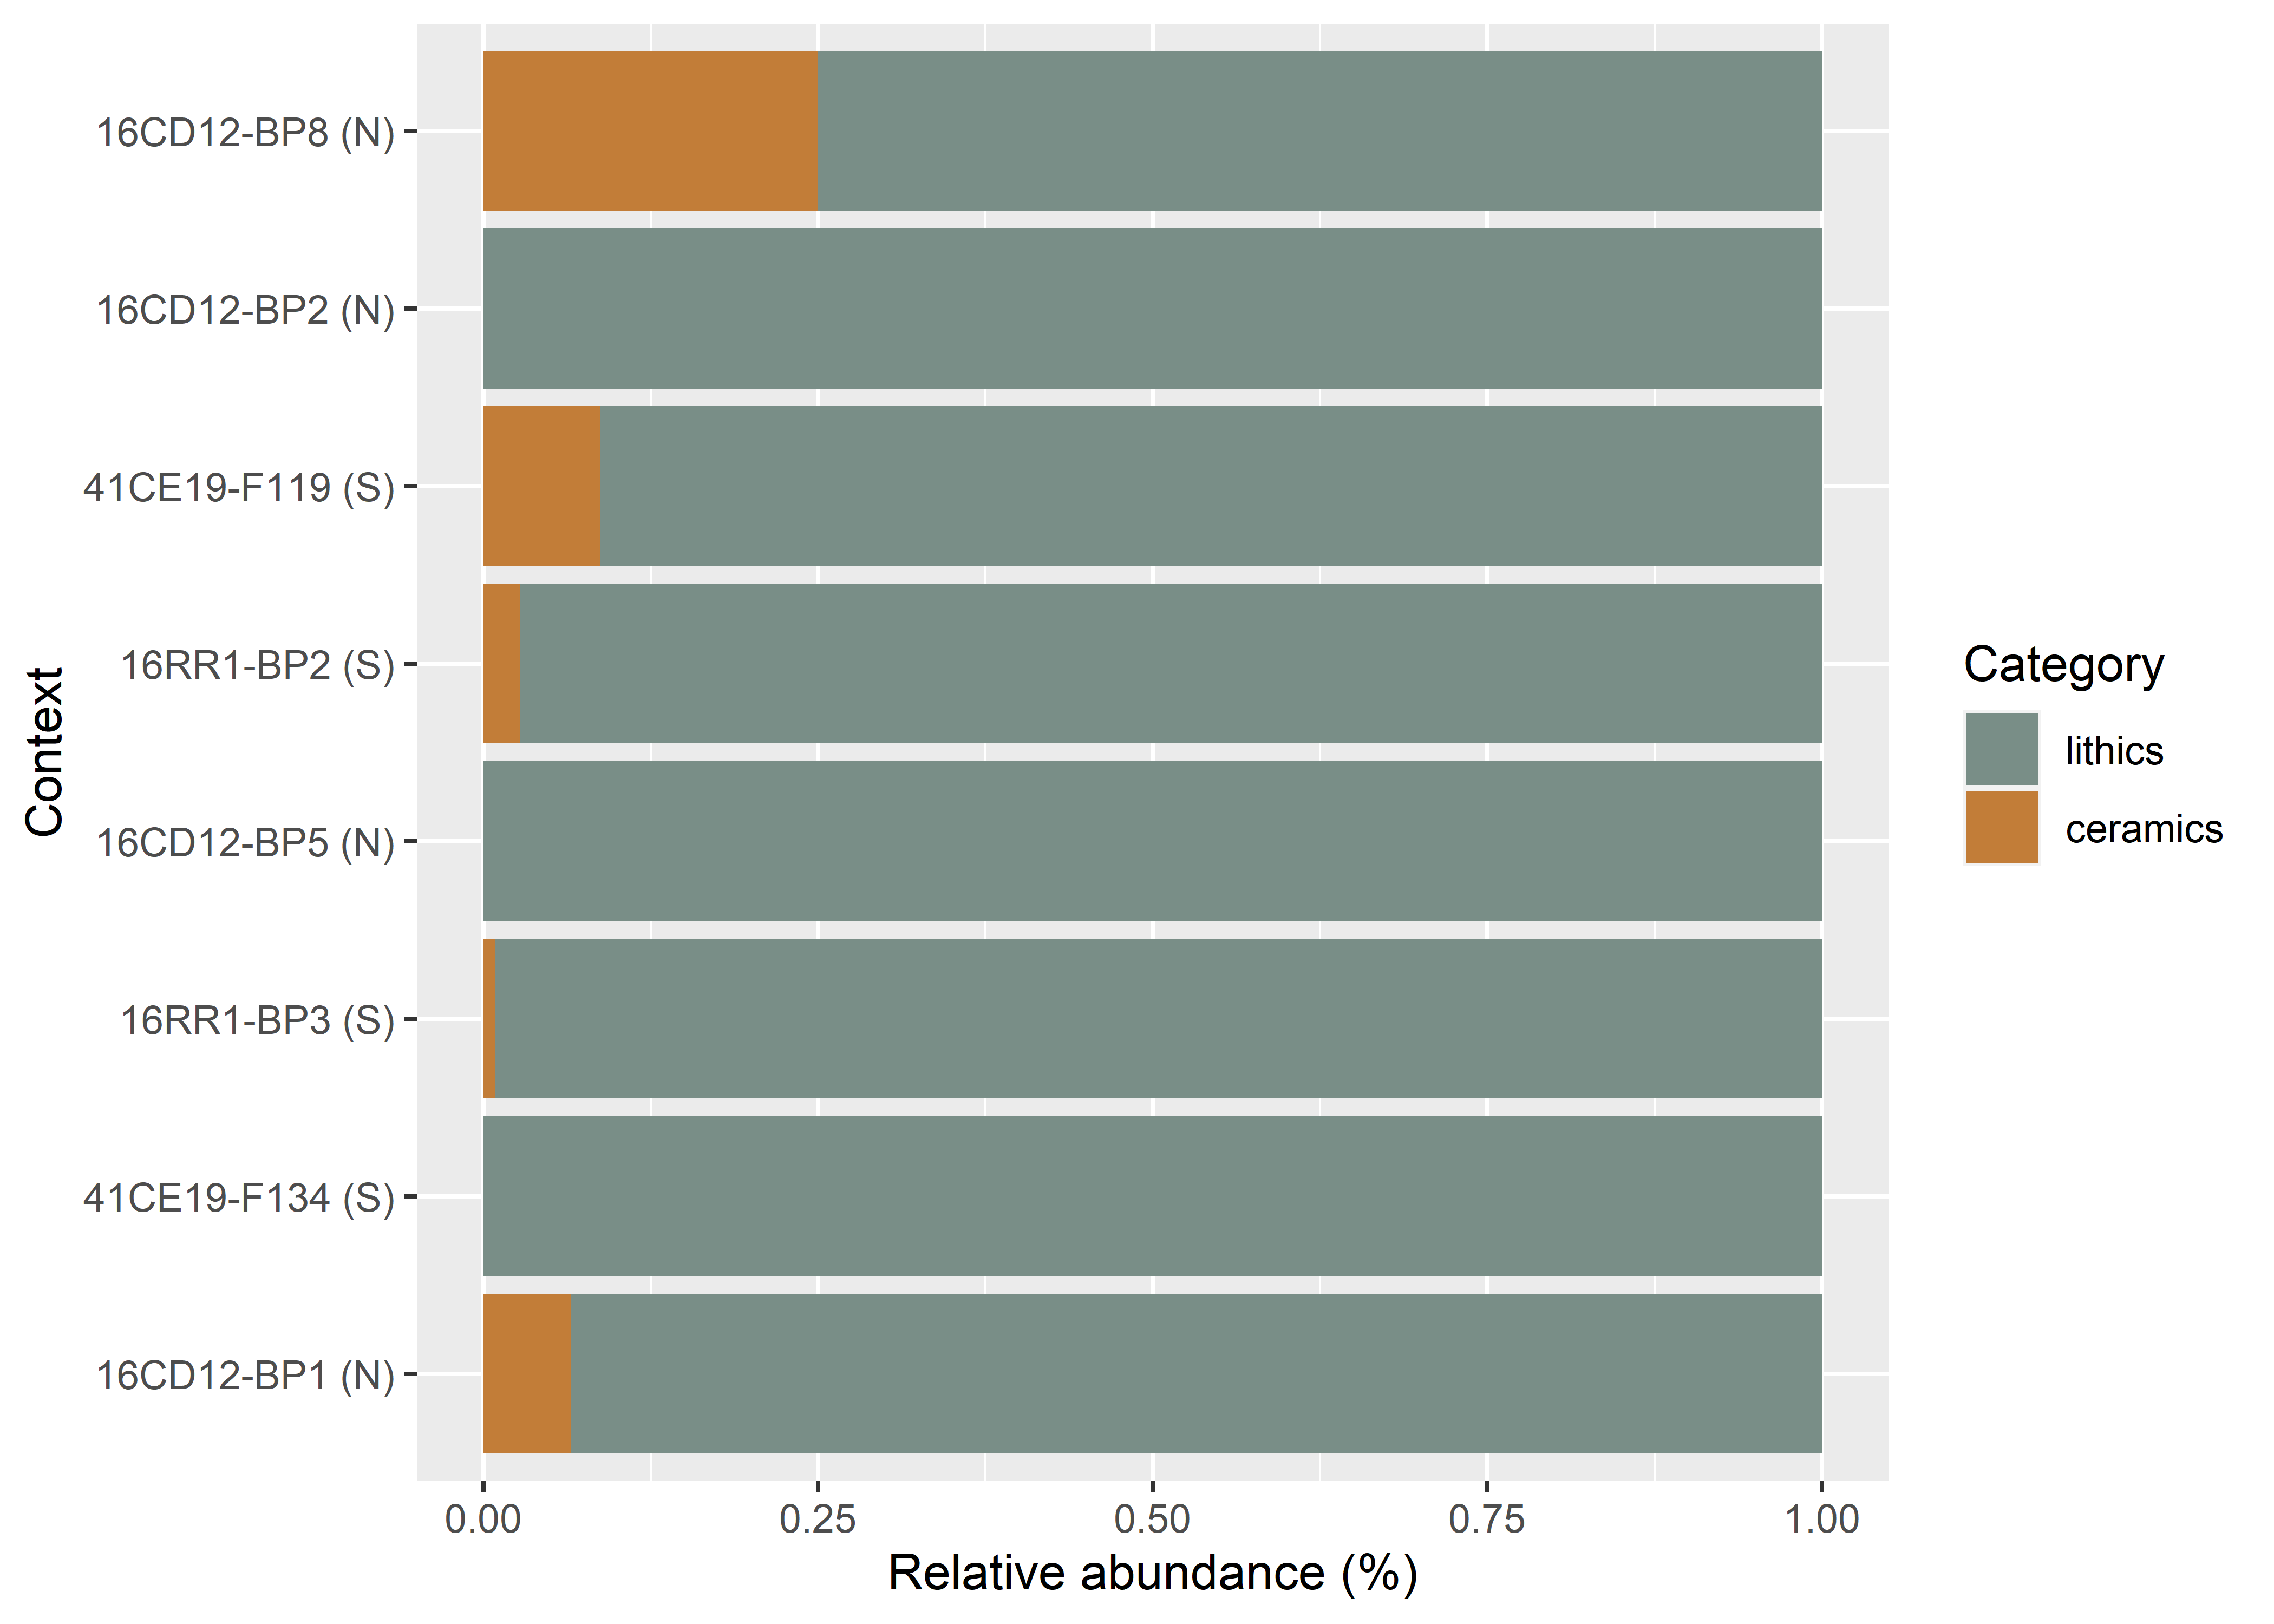 16CD12-BP8 (N)
16CD12-BP2 (N)
41CE19-F119 (S)
16RR1-BP2 (S)
16CD12-BP5 (N)
16RR1-BP3 (S)
41CE19-F134 (S)
16CD12-BP1 (N)
Context
0.00 0.25 0.50 0.75 1.00
Relative abundance (%)
Category
lithics
ceramics